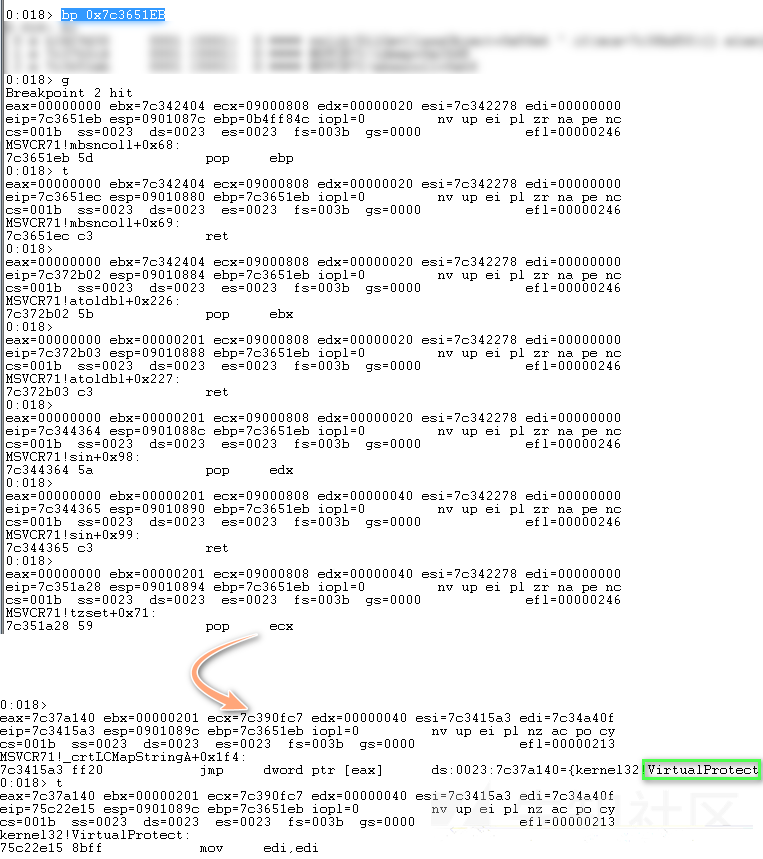 0:018> bp 0x7c3651EB
0:018> g
Breakpoint 2 hit
eax=00000000 ebx=7c342404 ecx=09000808 edx=00000020 esi=7c342278 edi=00000000
eip=7c3651eb esp=0901087c ebp=0b4ff84c iopl=0 nv up ei pl zr na pe nc
cs=001b ss=0023 ds=0023 es=0023 fs=003b gs=0000 efl=00000246
MSVCR71!mbsncoll+0x68:
7c3651eb 5d pop ebp
0:018> t
eax=00000000 ebx=7c342404 ecx=09000808 edx=00000020 esi=7c342278 edi=00000000
eip=7c3651ec esp=09010880 ebp=7c3651eb iopl=0 nv up ei pl zr na pe nc
cs=001b ss=0023 ds=0023 es=0023 fs=003b gs=0000 efl=00000246
MSVCR71!mbsncoll+0x69:
7c3651ec c3 ret
0:018>
eax=00000000 ebx=7c342404 ecx=09000808 edx=00000020 esi=7c342278 edi=00000000
eip=7c372b02 esp=09010884 ebp=7c3651eb iopl=0 nv up ei pl zr na pe nc
cs=001b ss=0023 ds=0023 es=0023 fs=003b gs=0000 efl=00000246
MSVCR71!atoldbl+0x226:
7c372b02 5b pop ebx
0:018>
eax=00000000 ebx=00000201 ecx=09000808 edx=00000020 esi=7c342278 edi=00000000
eip=7c372b03 esp=09010888 ebp=7c3651eb iopl=0 nv up ei pl zr na pe nc
cs=001b ss=0023 ds=0023 es=0023 fs=003b gs=0000 efl=00000246
MSVCR71!atoldbl+0x227:
7c372b03 c3 ret
0:018>
eax=00000000 ebx=00000201 ecx=09000808 edx=00000020 esi=7c342278 edi=00000000
eip=7c344364 esp=0901088c ebp=7c3651eb iopl=0 nv up ei pl zr na pe nc
cs=001b ss=0023 ds=0023 es=0023 fs=003b gs=0000 efl=00000246
MSVCR71!sin+0x98:
7c344364 5a pop edx
0:018>
eax=00000000 ebx=00000201 ecx=09000808 edx=00000040 esi=7c342278 edi=00000000
eip=7c344365 esp=09010890 ebp=7c3651eb iopl=0 nv up ei pl zr na pe nc
cs=001b ss=0023 ds=0023 es=0023 fs=003b gs=0000 efl=00000246
MSVCR71!sin+0x99:
7c344365 c3 ret
0:018>
eax=00000000 ebx=00000201 ecx=09000808 edx=00000040 esi=7c342278 edi=00000000
eip=7c351a28 esp=09010894 ebp=7c3651eb iopl=0 nv up ei pl zr na pe nc
cs=001b ss=0023 ds=0023 es=0023 fs=003b gs=0000 efl=00000246
MSVCR71!tzset+0x71:
7c351a28 59 pop ecx
0:018>
eax=7c37a140 ebx=00000201 ecx=7c390fc7 edx=00000040 esi=7c3415a3 edi=7c34a40f
eip=7c3415a3 esp=0901089c ebp=7c3651eb iopl=0 nv up ei pl nz ac po cy
cs=001b ss=0023 ds=0023 es=0023 fs=003b gs=0000 efl=00000213
MSVCR71!_crtLCMapStringA+0x1f4:
7c3415a3 ff20 jmp dword ptr [eax] ds:0023:7c37a140={kernel32!VirtualProtect
0:018> t
eax=7c37a140 ebx=00000201 ecx=7c390fc7 edx=00000040 esi=7c3415a3 edi=7c34a40f
eip=75c22e15 esp=0901089c ebp=7c3651eb iopl=0 nv up ei pl nz ac po cy
cs=001b ss=0023 ds=0023 es=0023 fs=003b gs=0000 efl=00000213
kernel32!VirtualProtect:
75c22e15 8bff mov edi,edi